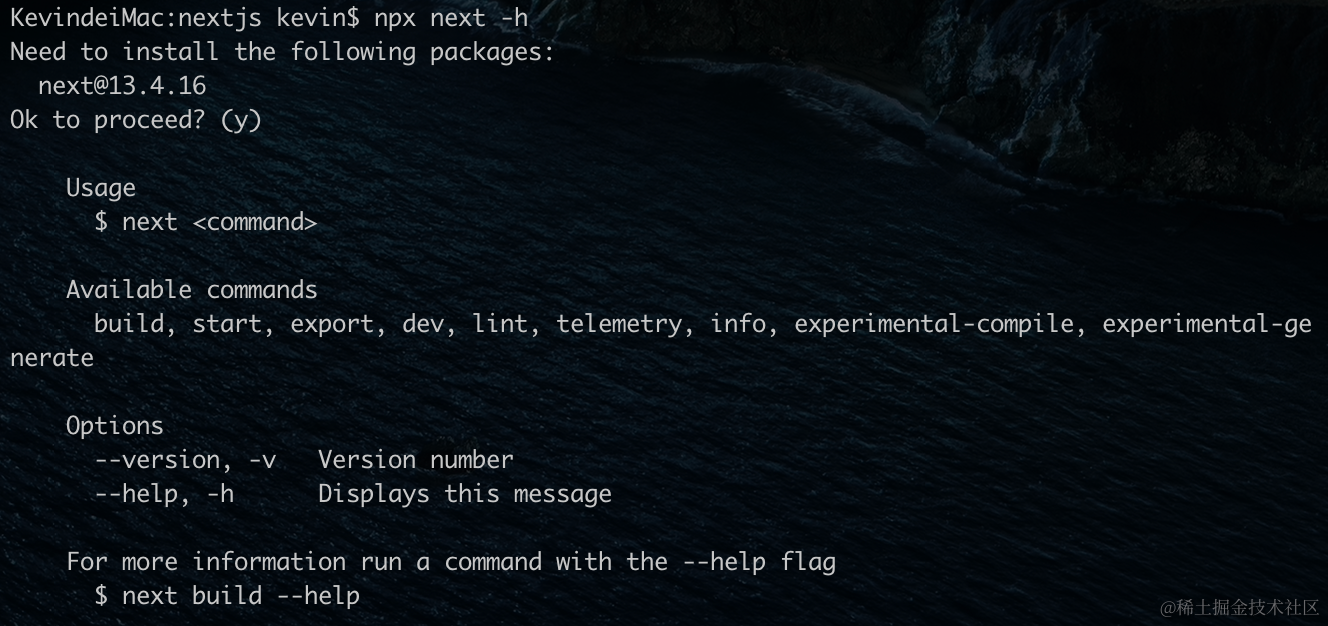 KevindeiMac:nextjs kevin$ npx next -h
Need to install the following packages:
  next@13.4.16
Ok to proceed? (y)

    Usage
      $ next <command>

    Available commands
      build, start, export, dev, lint, telemetry, info, experimental-compile, experimental-ge
nerate

    Options
      --version, -v   Version number
      --help, -h      Displays this message

    For more information run a command with the --help flag
      $ next build --help
@稀土掘金技术社区